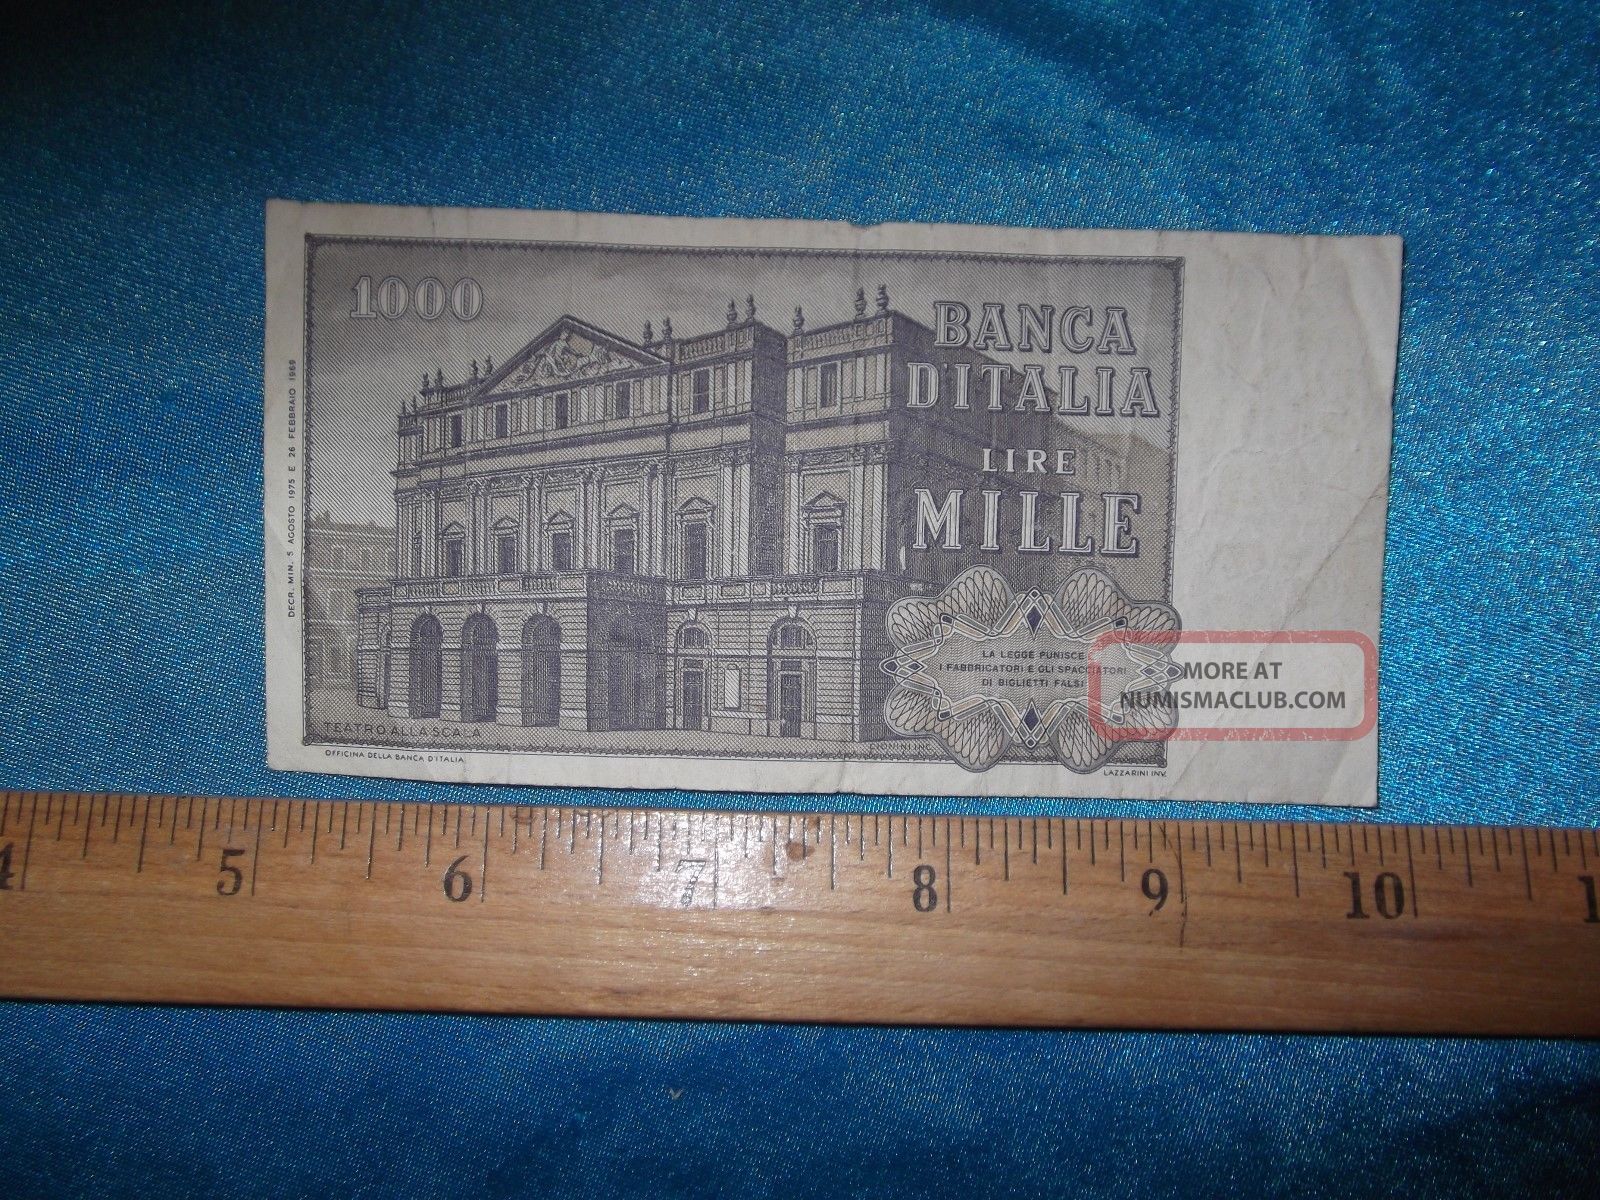 1000
BANCA
D'ITALIA
LIRE
MILLE
DECR. MIN. 5 AGOSTO 1975 E 26 FEBBRAIO 1969
LA LEGGE PUNISCE
I FABBRICATORI E GLI SPACCIATORI
DI BIGLIETTI FALSI
MORE AT
NUMISMACLUB.COM
TEATRO ALLA SCALA
OFFICINA DELLA BANCA D'ITALIA
LAZZARINI INV.
4 5 6 7 8 9 10